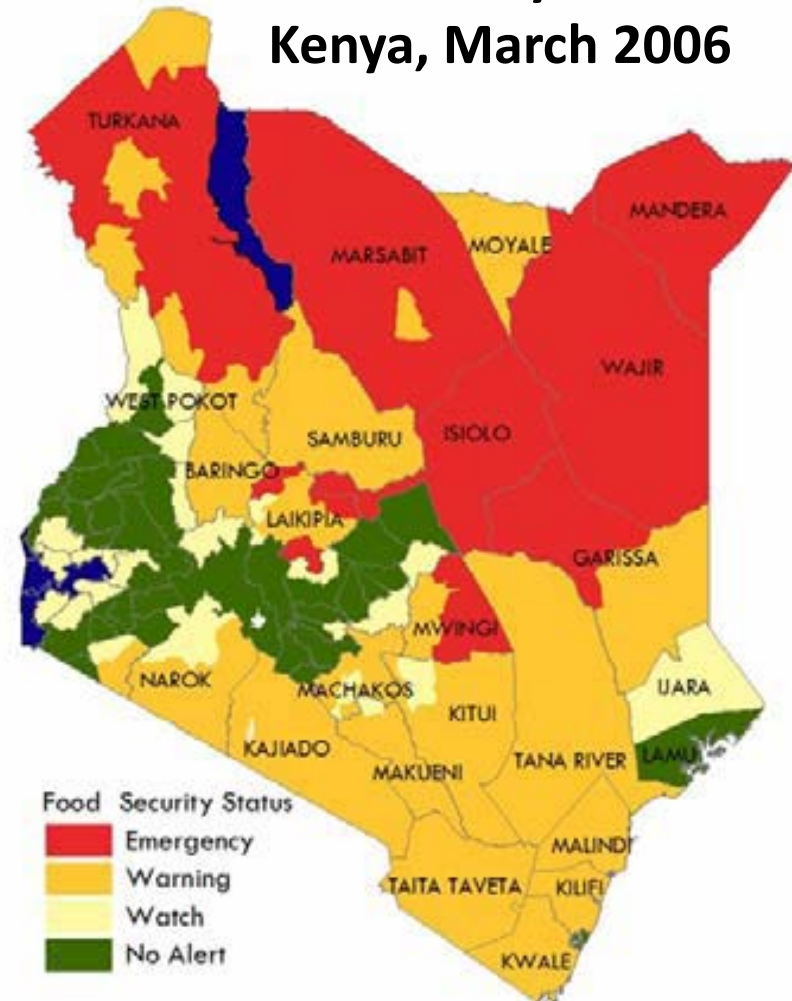 Kenya, March 2006
TURKANA
MANDERA
MOYALE
MARSABIT
WAJIR
WEST POKOT
ISIOLO
SAMBURU
BARINGO
LAIKIPIA
GARISSA
MWINGI
NAROK
MACHAKOS
IJARA
KITUI
KAJIADO
LAMU
TANA RIVER
MAKUENI
Food Security Status
Emergency
Warning
Watch
No Alert
MALINDI
TAITA TAVETA
KILIFI
KWALE